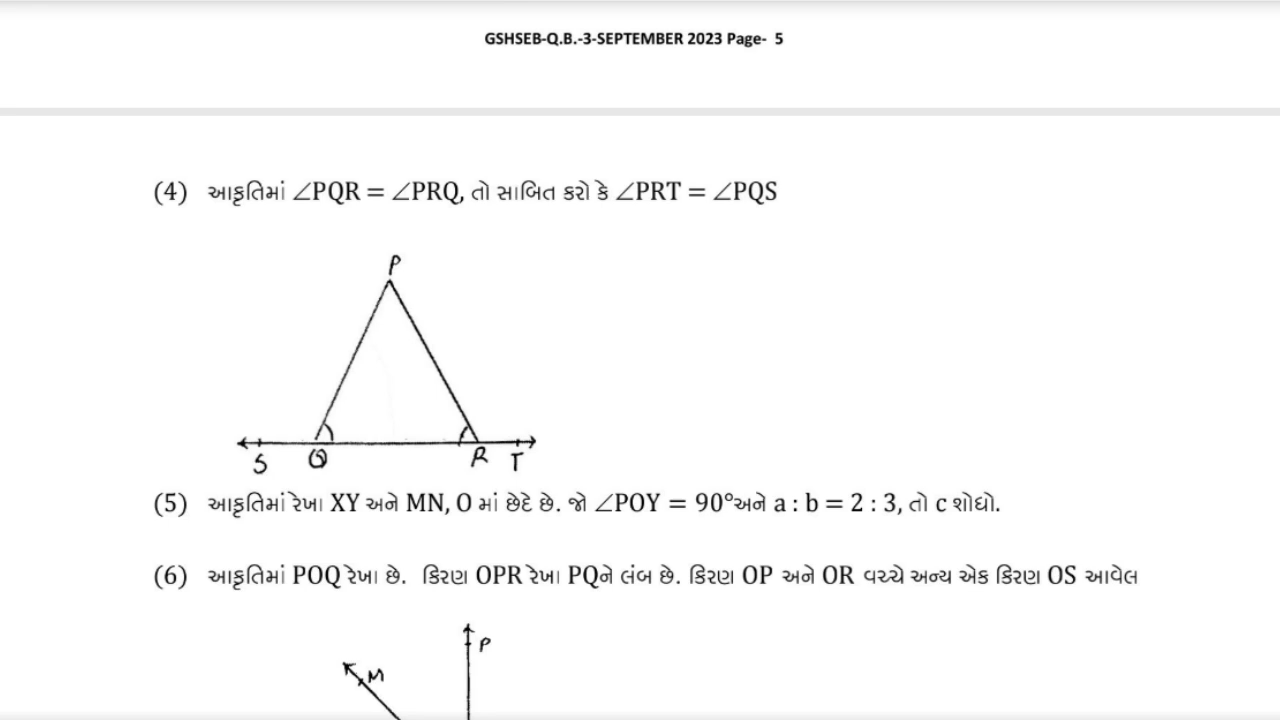 GSHSEB-Q.B.-3-SEPTEMBER 2023 Page- 5
(4) આકૃતિમાં ∠PQR = ∠PRQ, તો સાબિત કરો કે ∠PRT = ∠PQS
P
S Q R T
(5) આકૃતિમાં રેખા XY અને MN, O માં છેદે છે. જો ∠POY = 90°અને a : b = 2 : 3, તો c શોધો.
(6) આકૃતિમાં POQ રેખા છે. કિરણ OPR રેખા PQને લંબ છે. કિરણ OP અને OR વચ્ચે અન્ય એક કિરણ OS આવેલ
P
M